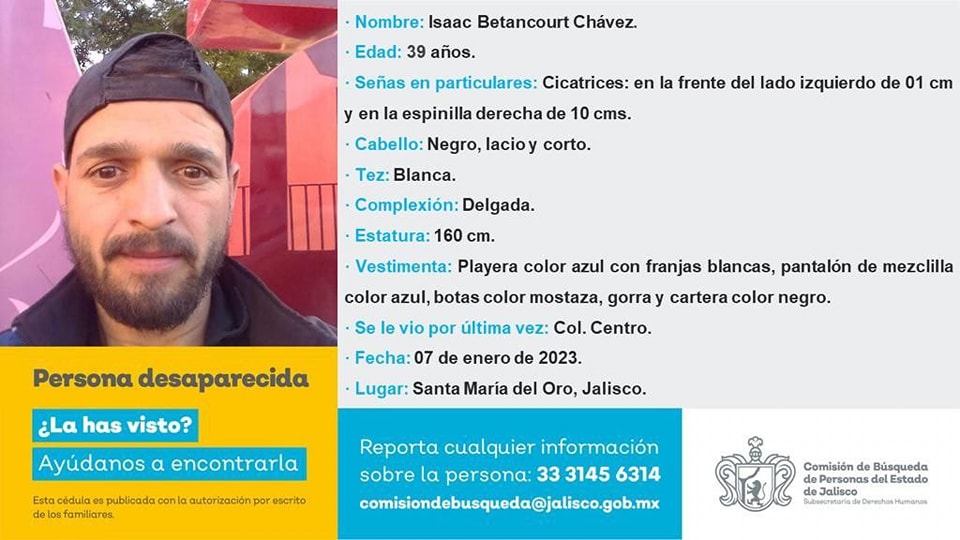 · Nombre: Isaac Betancourt Chávez.
· Edad: 39 años.
· Señas en particulares: Cicatrices: en la frente del lado izquierdo de 01 cm
y en la espinilla derecha de 10 cms.
· Cabello: Negro, lacio y corto.
· Tez: Blanca.
· Complexión: Delgada.
· Estatura: 160 cm.
· Vestimenta: Playera color azul con franjas blancas, pantalón de mezclilla
color azul, botas color mostaza, gorra y cartera color negro.
· Se le vio por última vez: Col. Centro.
· Fecha: 07 de enero de 2023.
· Lugar: Santa María del Oro, Jalisco.
Persona desaparecida
¿La has visto?
Ayúdanos a encontrarla
Esta cédula es publicada con la autorización por escrito
de los familiares.
Reporta cualquier información
sobre la persona: 33 3145 6314
comisiondebusqueda@jalisco.gob.mx
Comisión de Búsqueda
de Personas del Estado
de Jalisco
Subsecretaría de Derechos Humanos